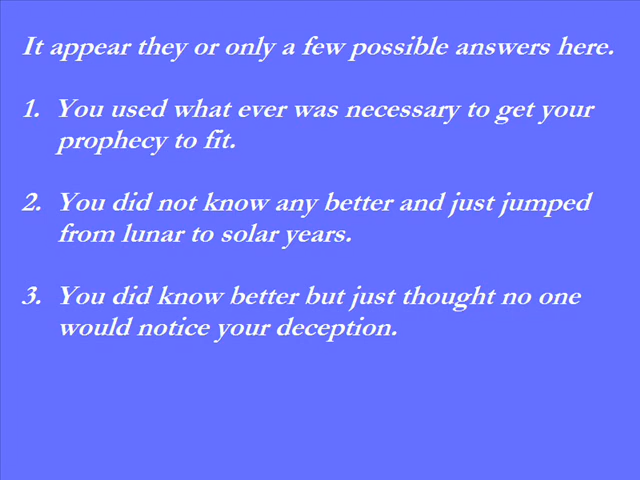 It appear they or only a few possible answers here.
1. You used what ever was necessary to get your
prophecy to fit.
2. You did not know any better and just jumped
from lunar to solar years.
3. You did know better but just thought no one
would notice your deception.